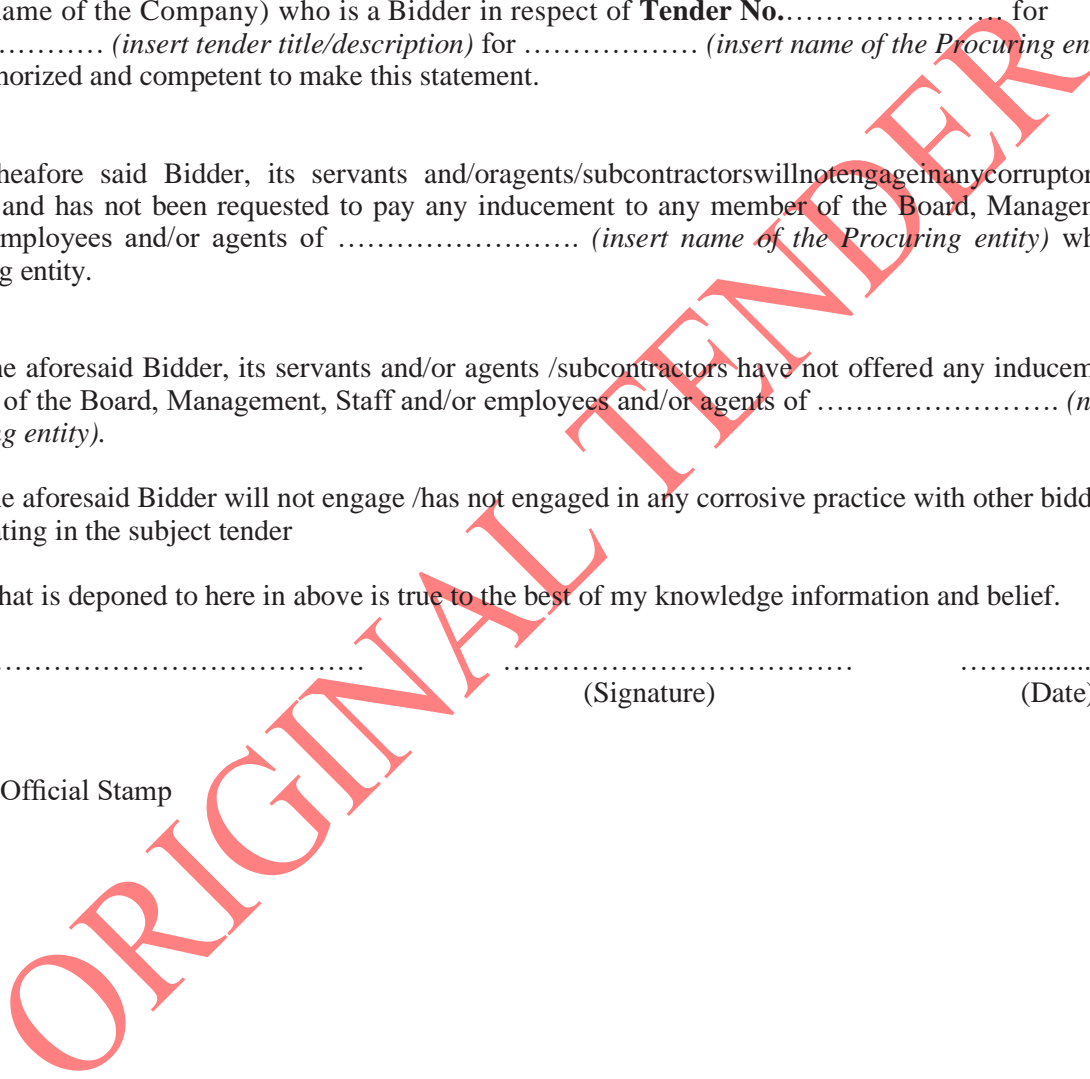 ame of the Company) who is a Bidder in respect of Tender No.………………….. for
.………… (insert tender title/description) for ……………… (insert name of the Procuring en
horized and competent to make this statement.
heafore said Bidder, its servants and/oragents/subcontractorswillnotengageinanycorruptor
and has not been requested to pay any inducement to any member of the Board, Managem
mployees and/or agents of ……………………. (insert name of the Procuring entity) wh
g entity.
he aforesaid Bidder, its servants and/or agents /subcontractors have not offered any inducem
of the Board, Management, Staff and/or employees and/or agents of ……………………. (n
ng entity).
e aforesaid Bidder will not engage /has not engaged in any corrosive practice with other bidd
ating in the subject tender
hat is deponed to here in above is true to the best of my knowledge information and belief.
.……………………………… ……………………………… ……..........
(Signature) (Date)
Official Stamp
ORIGINAL TENDER